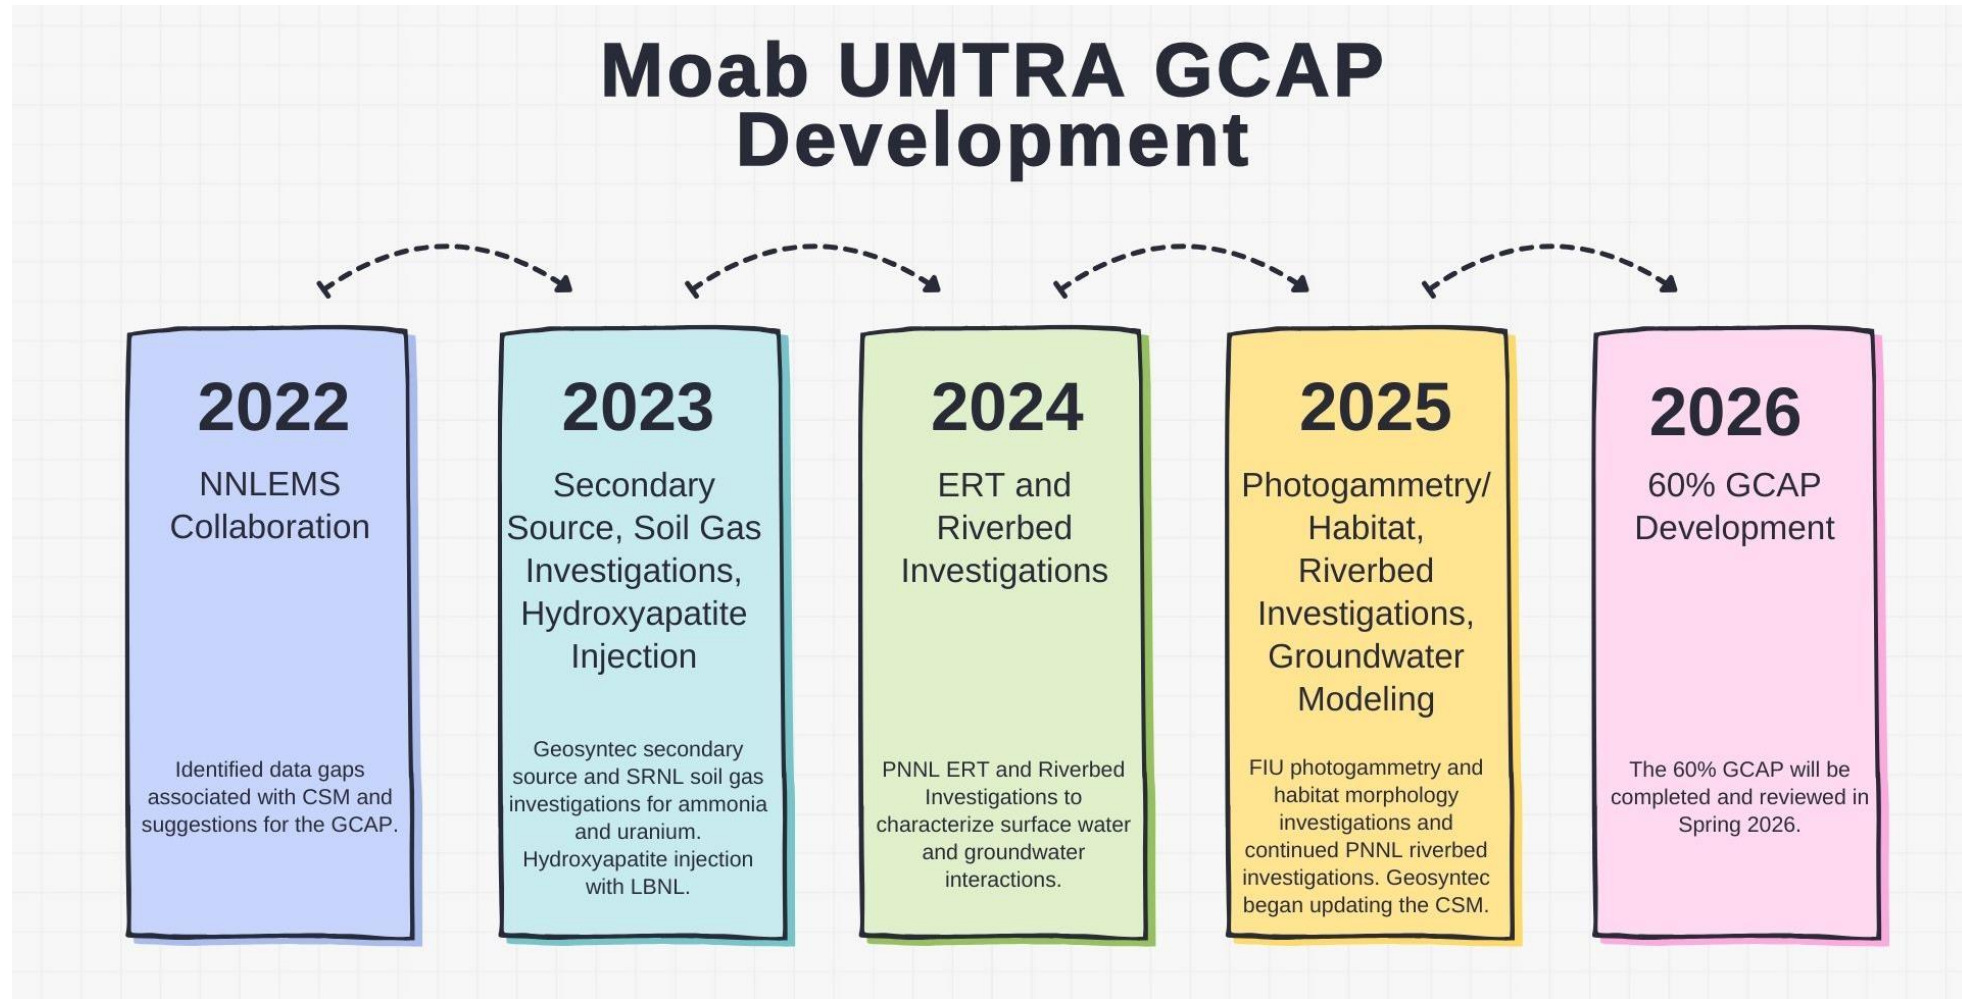 Moab UMTRA GCAP
Development
2022
NNLEMS
Collaboration
Identified data gaps
associated with CSM and
suggestions for the GCAP.
2023
Secondary
Source, Soil Gas
Investigations,
Hydroxyapatite
Injection
Geosyntec secondary
source and SRNL soil gas
investigations for ammonia
and uranium.
Hydroxyapatite injection
with LBNL.
2024
ERT and
Riverbed
Investigations
PNNL ERT and Riverbed
Investigations to
characterize surface water
and groundwater
interactions.
2025
Photogammetry/
Habitat,
Riverbed
Investigations,
Groundwater
Modeling
FIU photogammetry and
habitat morphology
investigations and
continued PNNL riverbed
investigations. Geosyntec
began updating the CSM.
2026
60% GCAP
Development
The 60% GCAP will be
completed and reviewed in
Spring 2026.